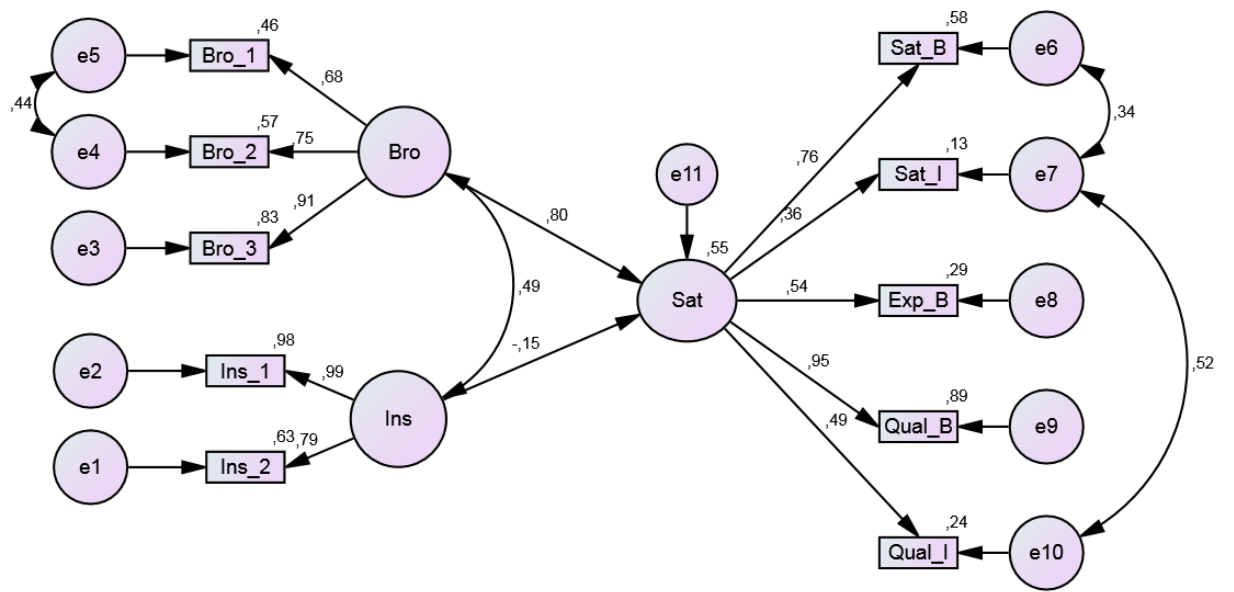 e5
Bro_1
,46
,68
,44
e4
Bro_2
,57
,75
Bro
e3
Bro_3
,83
,91
e2
Ins_1
,98
,99
Ins
e1
Ins_2
,63
,79
,49
,80
-,15
e11
,55
Sat
,76
,36
,54
,95
,49
,58
Sat_B
e6
,34
,13
Sat_I
e7
,29
Exp_B
e8
,52
,89
Qual_B
e9
,24
Qual_I
e10